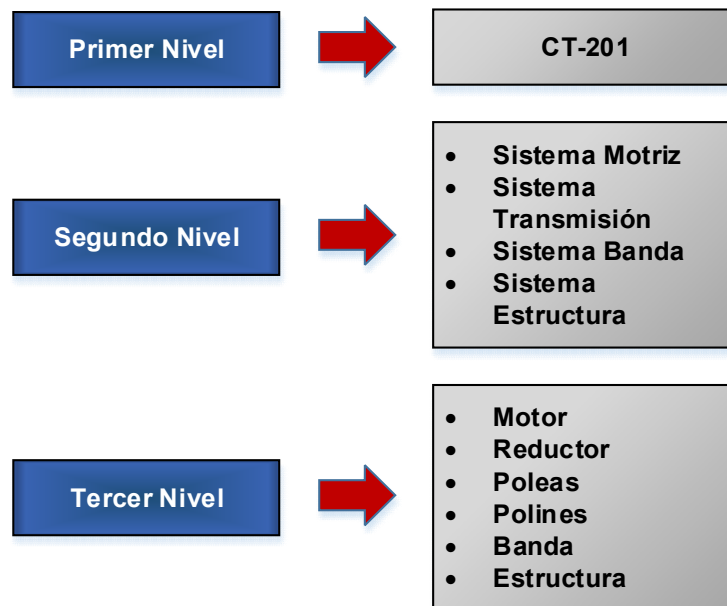 Primer Nivel
CT-201
Segundo Nivel
• Sistema Motriz
• Sistema
Transmisión
• Sistema Banda
• Sistema
Estructura
Tercer Nivel
• Motor
• Reductor
• Poleas
• Polines
• Banda
• Estructura